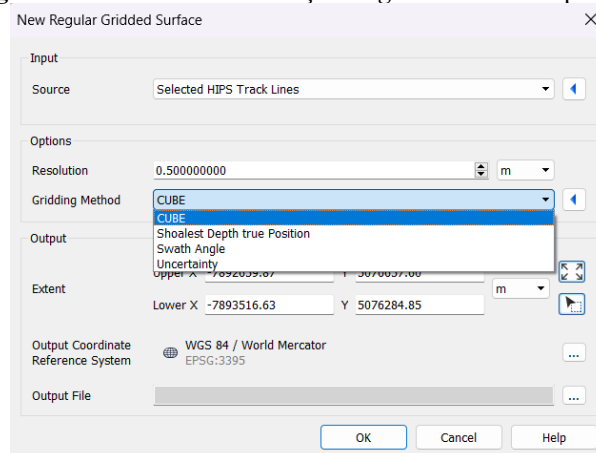 New Regular Gridded Surface
Input
Source Selected HIPS Track Lines
Options
Resolution 0.500000000 m
Gridding Method CUBE
CUBE
Shoalest Depth true Position
Swath Angle
Uncertainty
Output
Upper X Y
Extent m
Lower X -7893516.63 Y 5076284.85
Output Coordinate
Reference System
WGS 84 / World Mercator
EPSG:3395
...
Output File ...
OK Cancel Help